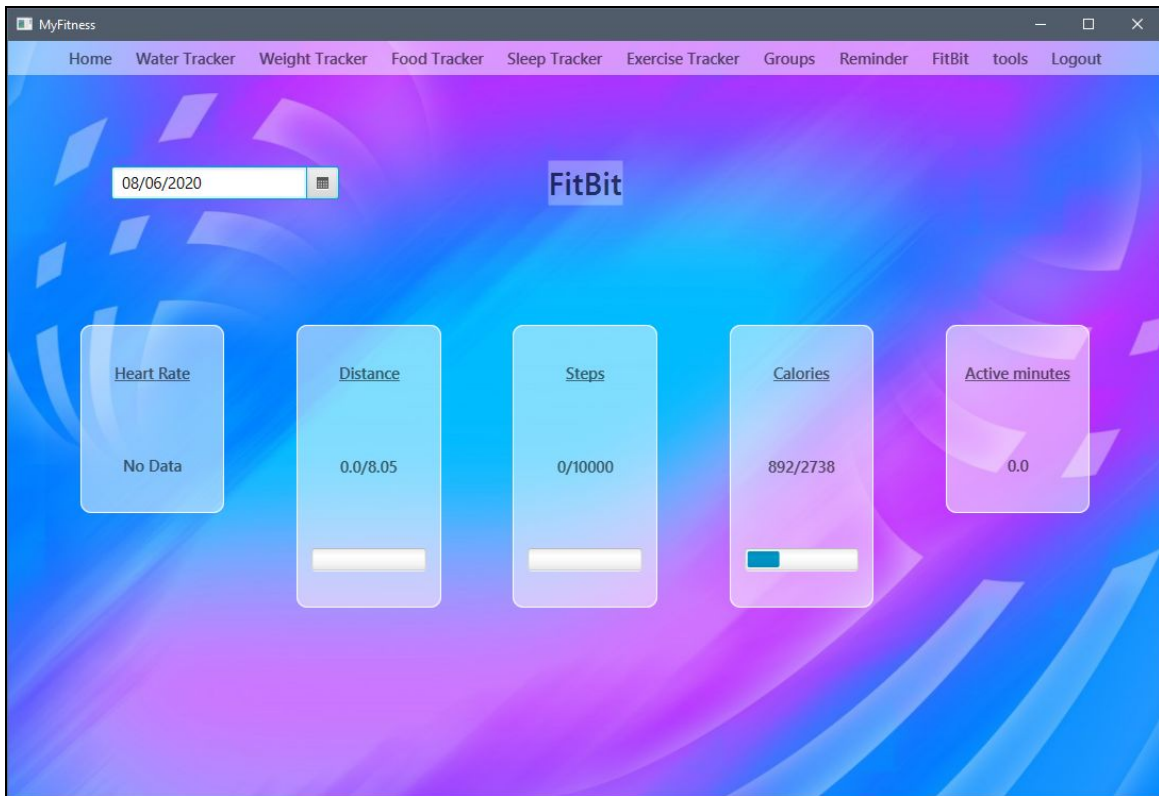 MyFitness
Home Water Tracker Weight Tracker Food Tracker Sleep Tracker Exercise Tracker Groups Reminder FitBit tools Logout
08/06/2020
FitBit
Heart Rate Distance Steps Calories Active minutes
No Data 0.0/8.05 0/10000 892/2738 0.0